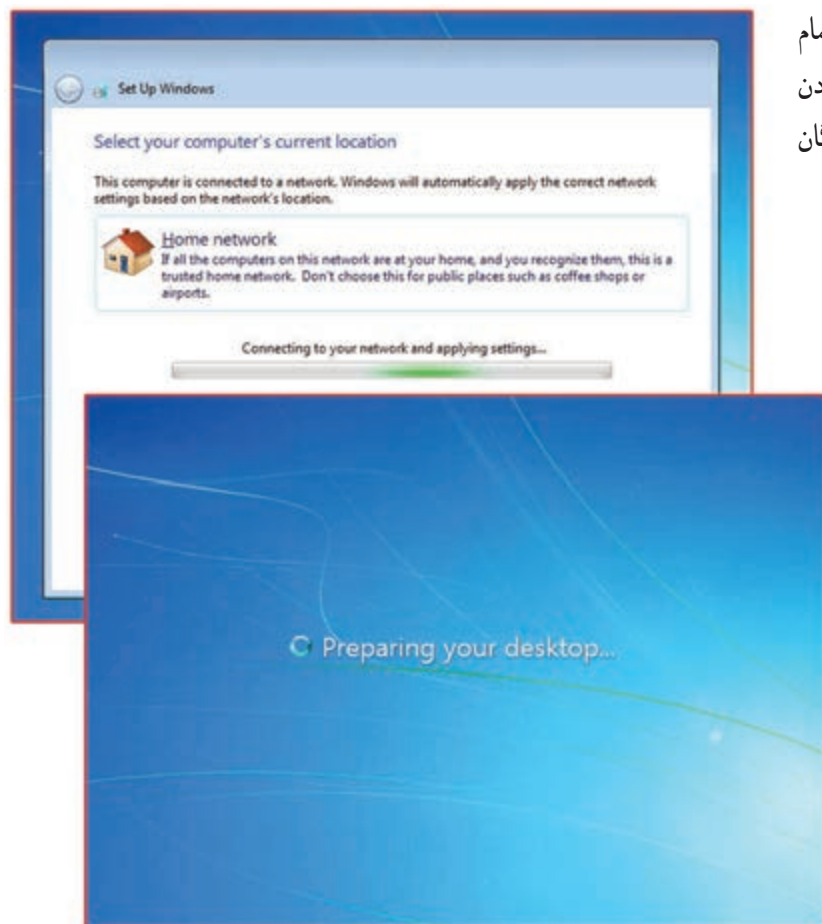 Set Up Windows
Select your computer's current location
This computer is connected to a network. Windows will automatically apply the correct network
settings based on the network's location.
Home network
If all the computers on this network are at your home, and you recognize them, this is a
trusted home network. Don't choose this for public places such as coffee shops or
airports.
Connecting to your network and applying settings...
Preparing your desktop...